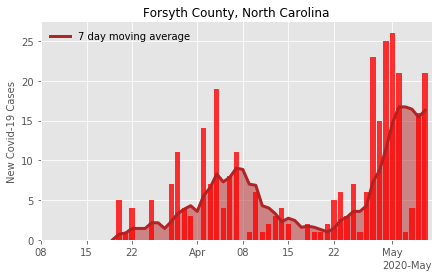 Forsyth County, North Carolina
7 day moving average
New Covid-19 Cases
25
20
15
10
5
0
08
15
22
Apr
08
15
22
May
2020-May